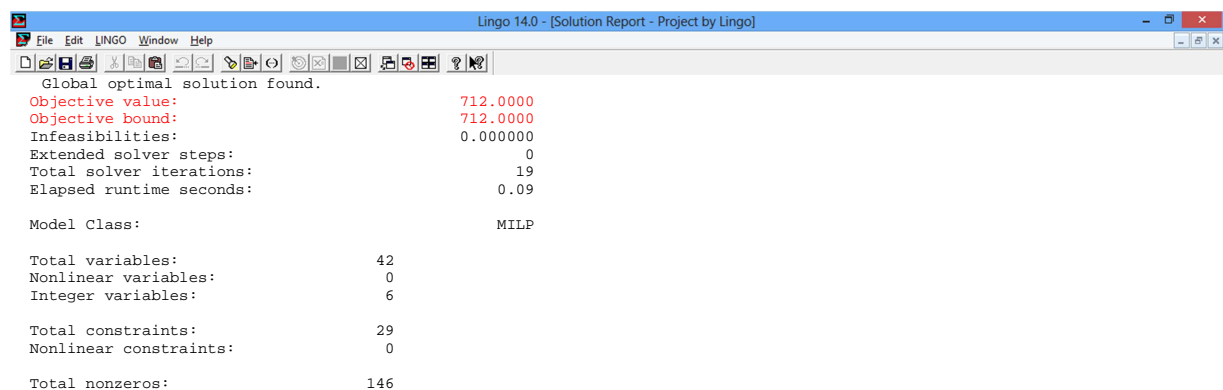 Lingo 14.0 - [Solution Report - Project by Lingo]
File Edit LINGO Window Help
Global optimal solution found.
Objective value: 712.0000
Objective bound: 712.0000
Infeasibilities: 0.000000
Extended solver steps: 0
Total solver iterations: 19
Elapsed runtime seconds: 0.09
Model Class: MILP
Total variables: 42
Nonlinear variables: 0
Integer variables: 6
Total constraints: 29
Nonlinear constraints: 0
Total nonzeros: 146